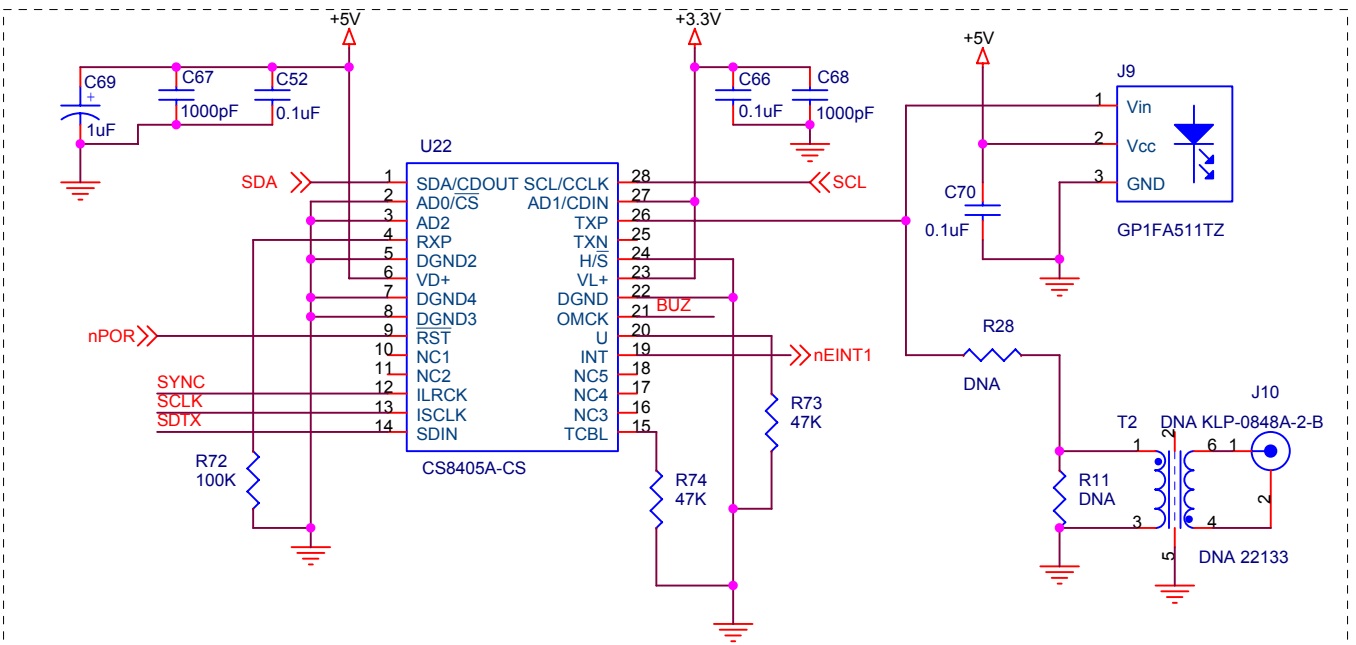 +5V
+3.3V
+5V
C69
+
1uF
C67
1000pF
C52
0.1uF
C66
0.1uF
C68
1000pF
J9
1 Vin
2 Vcc
3 GND
GP1FA511TZ
C70
0.1uF
U22
SDA
SCL
1 SDA/CDOUT SCL/CCLK 28
2 AD0/CS AD1/CDIN 27
3 AD2 TXP 26
4 RXP TXN 25
5 DGND2 H/S 24
6 VD+ VL+ 23
7 DGND4 DGND 22
8 DGND3 OMCK 21 BUZ
nPOR 9 RST U 20
10 NC1 INT 19 nEINT1
11 NC2 NC5 18
SYNC 12 ILRCK NC4 17
SCLK 13 ISCLK NC3 16
SDTX 14 SDIN TCBL 15
CS8405A-CS
R72
100K
R74
47K
R73
47K
R28
DNA
R11
DNA
J10
T2 DNA KLP-0848A-2-B
1 2 6 1
3 5 4 2
DNA 22133